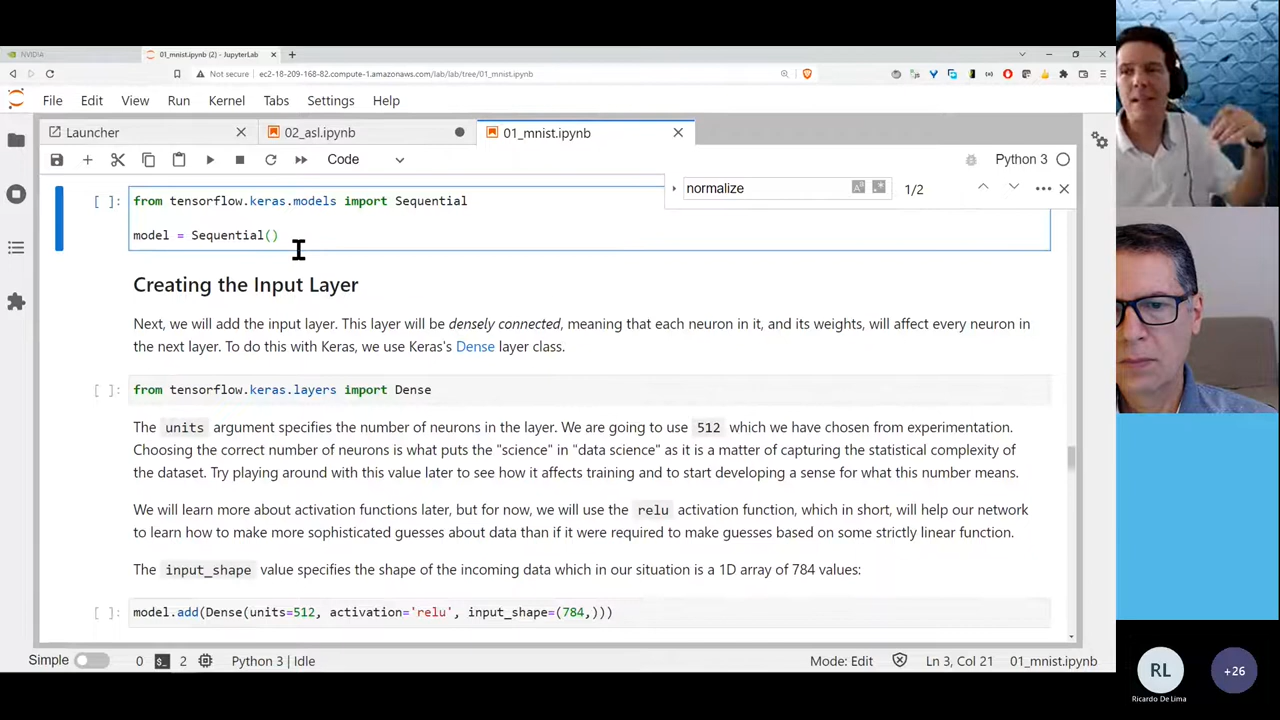 NVIDIA
01_mnist.ipynb (2) - JupyterLab
Not secure
ec2-18-209-168-82.compute-1.amazonaws.com/lab/lab/tree/01_mnist.ipynb
File Edit View Run Kernel Tabs Settings Help
Launcher
02_asl.ipynb
01_mnist.ipynb
Code
Python 3
normalize
1/2
[ ]: from tensorflow.keras.models import Sequential
model = Sequential()
Creating the Input Layer
Next, we will add the input layer. This layer will be densely connected, meaning that each neuron in it, and its weights, will affect every neuron in
the next layer. To do this with Keras, we use Keras's Dense layer class.
[ ]: from tensorflow.keras.layers import Dense
The units argument specifies the number of neurons in the layer. We are going to use 512 which we have chosen from experimentation.
Choosing the correct number of neurons is what puts the "science" in "data science" as it is a matter of capturing the statistical complexity of
the dataset. Try playing around with this value later to see how it affects training and to start developing a sense for what this number means.
We will learn more about activation functions later, but for now, we will use the relu activation function, which in short, will help our network
to learn how to make more sophisticated guesses about data than if it were required to make guesses based on some strictly linear function.
The input_shape value specifies the shape of the incoming data which in our situation is a 1D array of 784 values:
[ ]: model.add(Dense(units=512, activation='relu', input_shape=(784,)))
Simple 0 2 Python 3 | Idle Mode: Edit Ln 3, Col 21 01_mnist.ipynb
RL
+26
Ricardo De Lima